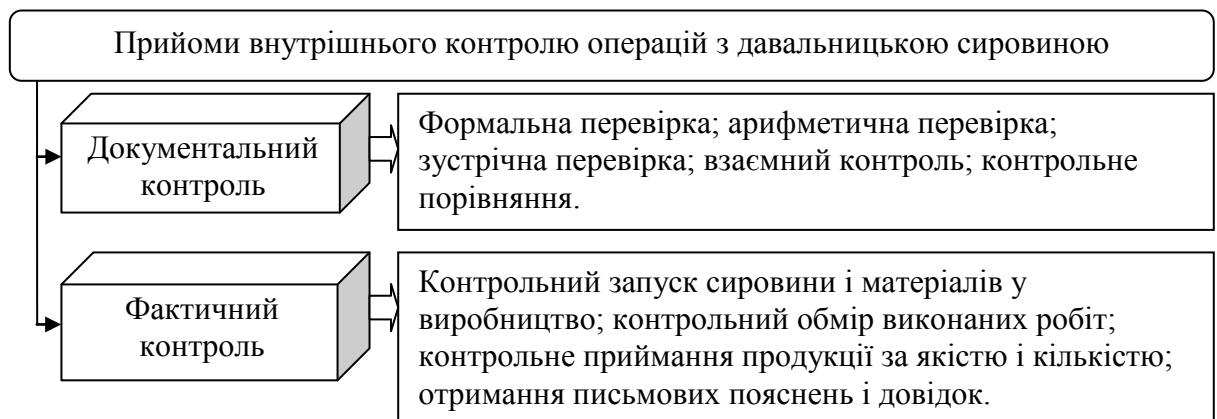 Прийоми внутрішнього контролю операцій з давальницькою сировиною
Документальний
контроль
Формальна перевірка; арифметична перевірка;
зустрічна перевірка; взаємний контроль; контрольне
порівняння.
Фактичний
контроль
Контрольний запуск сировини і матеріалів у
виробництво; контрольний обмір виконаних робіт;
контрольне приймання продукції за якістю і кількістю;
отримання письмових пояснень і довідок.